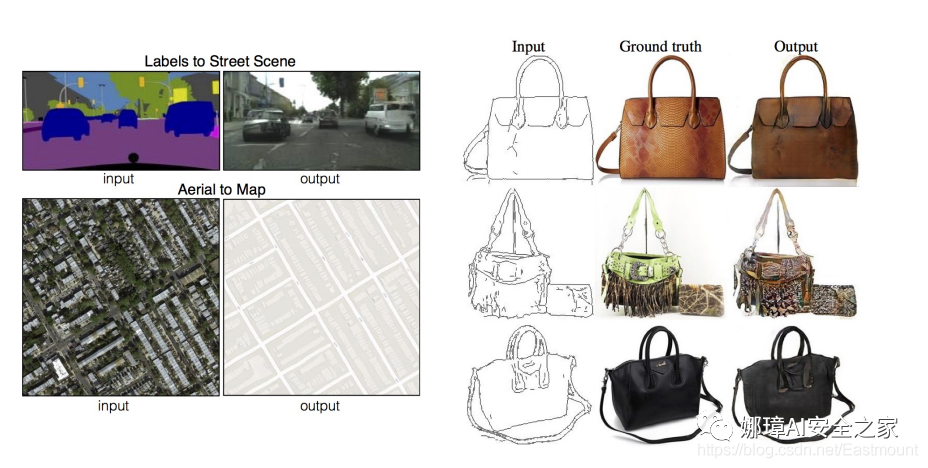 Labels to Street Scene
input
output
Aerial to Map
input
output
Input
Ground truth
Output
娜璋AI安全之家
https://blog.csdn.net/Eastmount